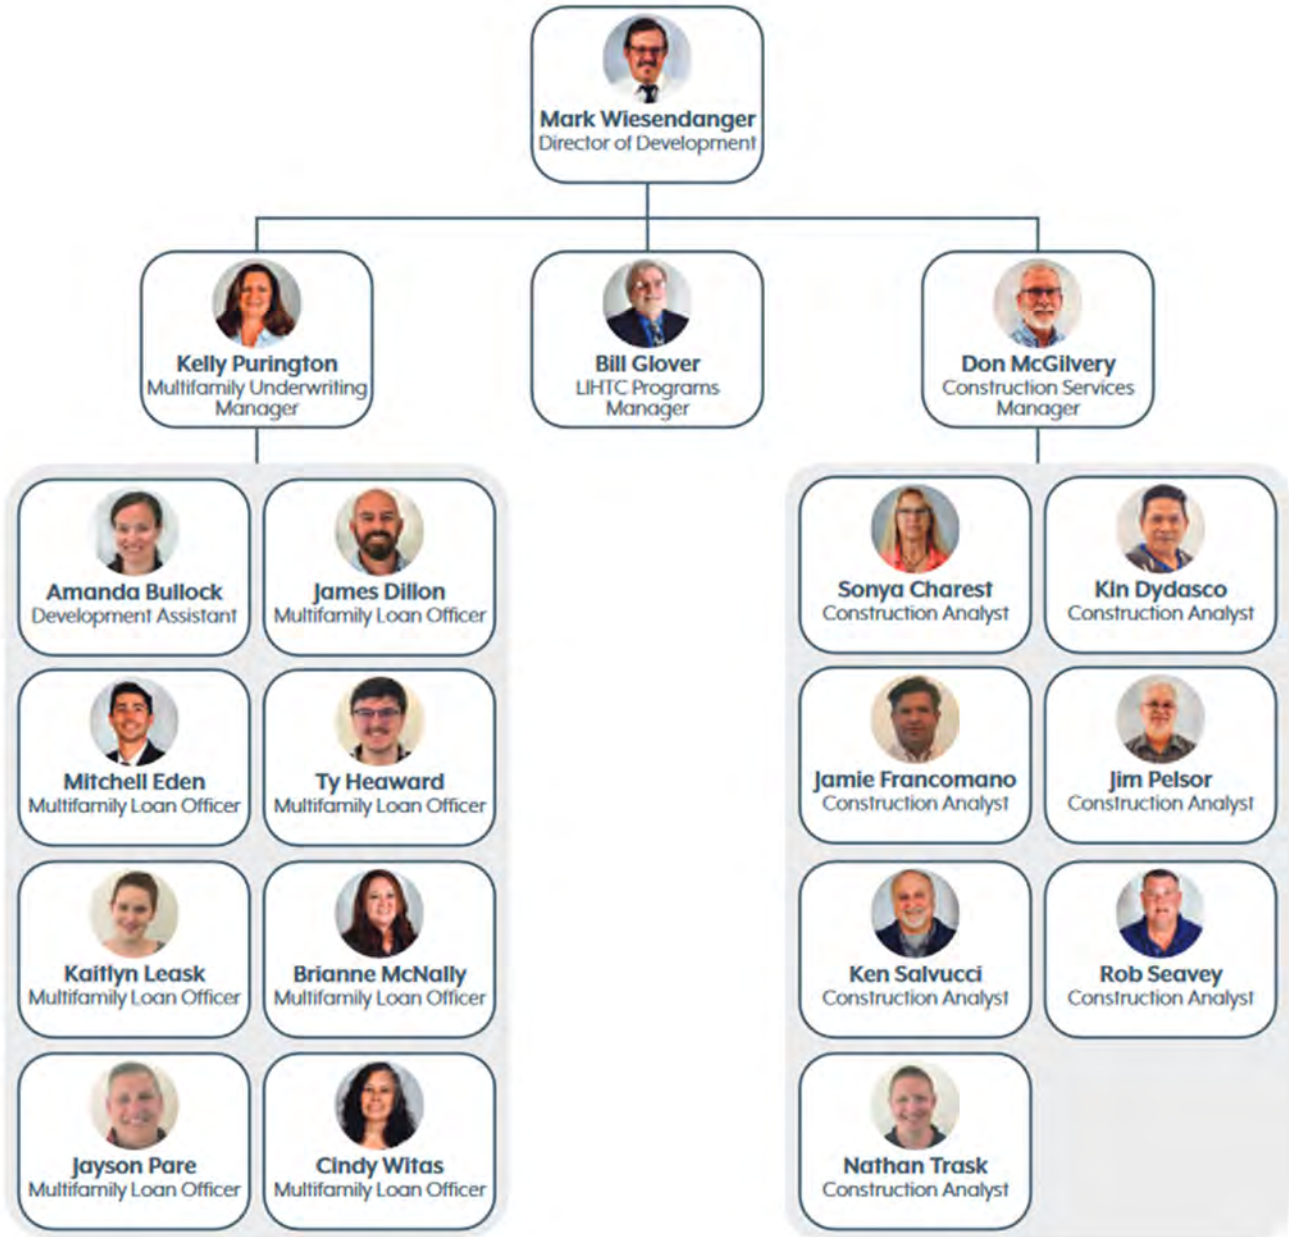 Mark Wiesendanger
Director of Development
Kelly Purington
Multifamily Underwriting
Manager
Bill Glover
LIHTC Programs
Manager
Don McGilvery
Construction Services
Manager
Amanda Bullock
Development Assistant
James Dillon
Multifamily Loan Officer
Mitchell Eden
Multifamily Loan Officer
Ty Heaward
Multifamily Loan Officer
Kaitlyn Leask
Multifamily Loan Officer
Brianne McNally
Multifamily Loan Officer
Jayson Pare
Multifamily Loan Officer
Cindy Witas
Multifamily Loan Officer
Sonya Charest
Construction Analyst
Kin Dydasco
Construction Analyst
Jamie Francomano
Construction Analyst
Jim Pelsor
Construction Analyst
Ken Salvucci
Construction Analyst
Rob Seavey
Construction Analyst
Nathan Trask
Construction Analyst